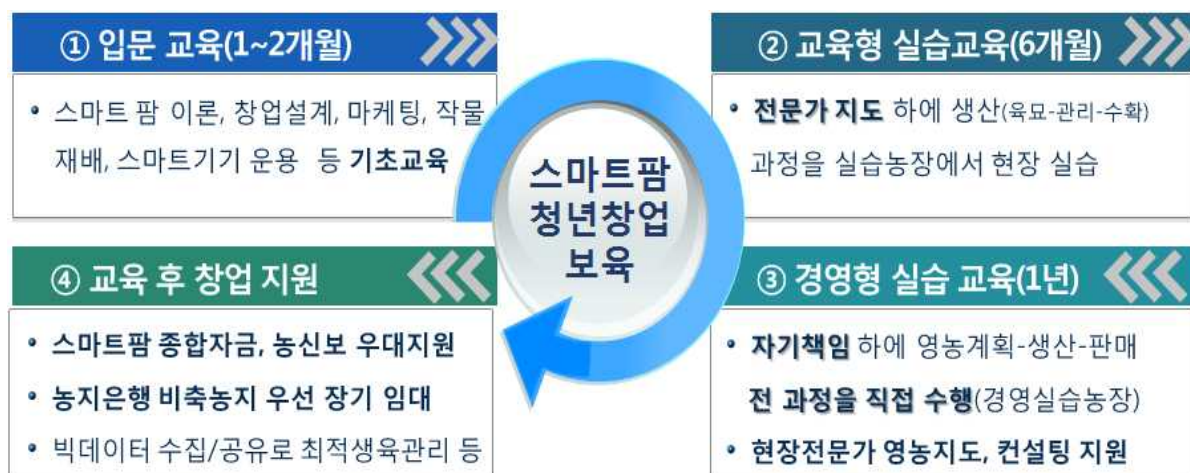 ① 입문 교육(1~2개월)
• 스마트 팜 이론, 창업설계, 마케팅, 작물
재배, 스마트기기 운용 등 기초교육
② 교육형 실습교육(6개월)
• 전문가 지도 하에 생산(육묘-관리-수확)
과정을 실습농장에서 현장 실습
스마트팜
청년창업
보육
③ 경영형 실습 교육(1년)
• 자기책임 하에 영농계획-생산-판매
전 과정을 직접 수행(경영실습농장)
• 현장전문가 영농지도, 컨설팅 지원
④ 교육 후 창업 지원
• 스마트팜 종합자금, 농신보 우대지원
• 농지은행 비축농지 우선 장기 임대
• 빅데이터 수집/공유로 최적생육관리 등